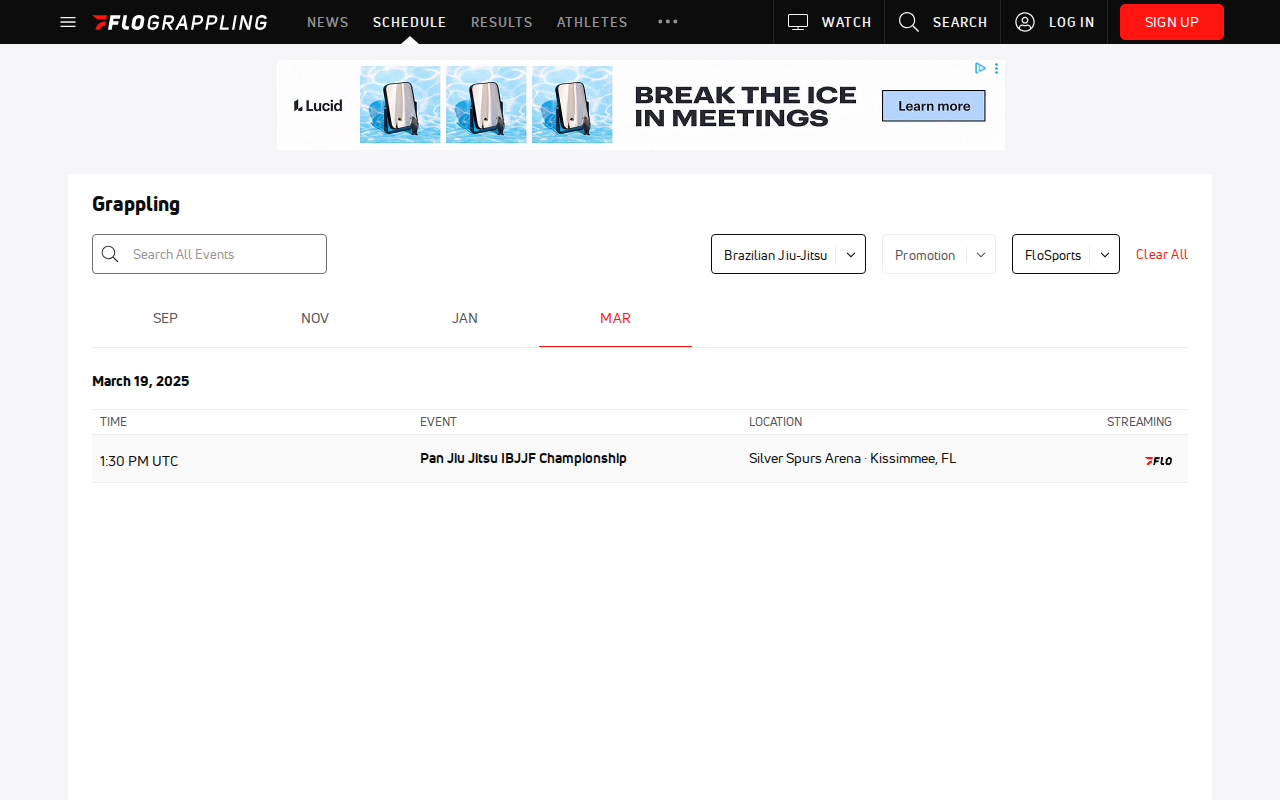 FLOGRAPPLING NEWS SCHEDULE RESULTS ATHLETES WATCH SEARCH LOG IN SIGN UP
Lucid
BREAK THE ICE
IN MEETINGS
Learn more
Grappling
Search All Events Brazilian Jiu-Jitsu Promotion FloSports Clear All
SEP NOV JAN MAR
March 19, 2025
TIME EVENT LOCATION STREAMING
1:30 PM UTC Pan Jiu Jitsu IBJJF Championship Silver Spurs Arena · Kissimmee, FL FLO